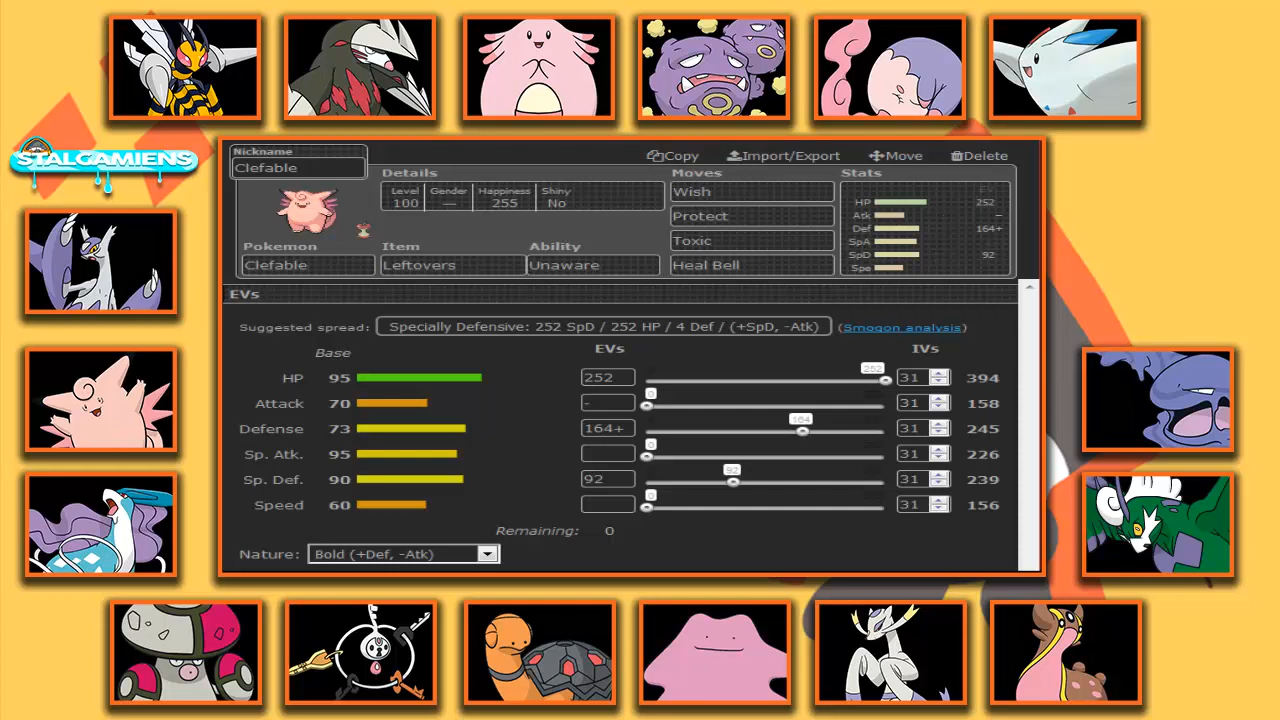 STALGAMIENS
Nickname
Clefable
Copy Import/Export Move Delete
Details
Level Gender Happiness Shiny
100 — 255 No
Pokemon Item Ability
Clefable Leftovers Unaware
Moves
Wish
Protect
Toxic
Heal Bell
Stats
EV
HP 252
Atk –
Def 164+
SpA
SpD 92
Spe
EVs
Suggested spread: Specially Defensive: 252 SpD / 252 HP / 4 Def / (+SpD, -Atk) (Smogon analysis)
Base EVs IVs
HP 95 252 252 31 394
Attack 70 - 0 31 158
Defense 73 164+ 164 31 245
Sp. Atk. 95 0 31 226
Sp. Def. 90 92 92 31 239
Speed 60 0 31 156
Remaining: 0
Nature: Bold (+Def, -Atk)